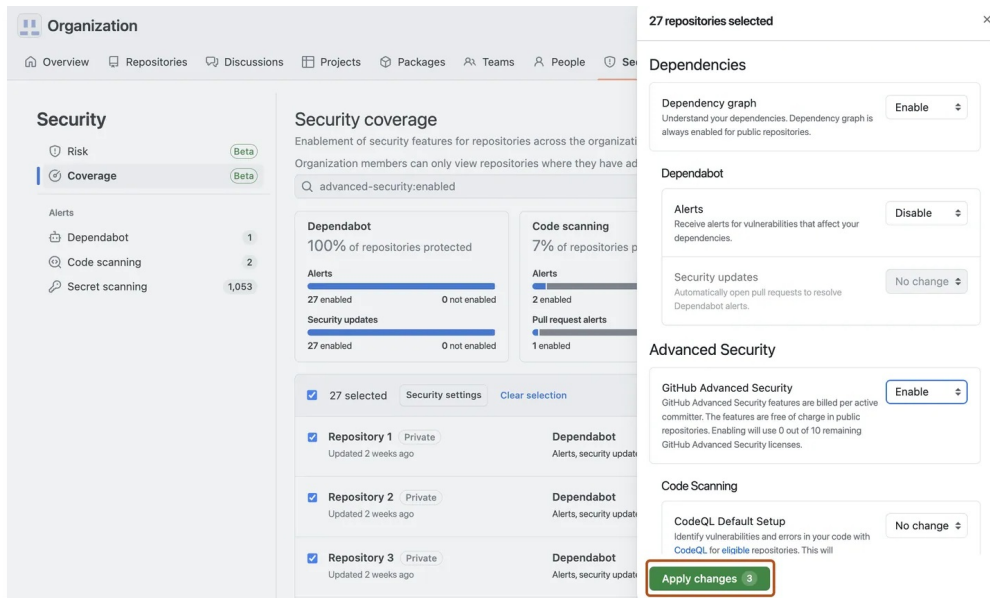 Organization
Overview Repositories Discussions Projects Packages Teams People Se
Security
Risk Beta
Coverage Beta
Alerts
Dependabot 1
Code scanning 2
Secret scanning 1,053
Security coverage
Enablement of security features for repositories across the organizati
Organization members can only view repositories where they have ad
advanced-security:enabled
Dependabot
100% of repositories protected
Alerts
27 enabled 0 not enabled
Security updates
27 enabled 0 not enabled
Code scanning
7% of repositories p
Alerts
2 enabled
Pull request alerts
1 enabled
27 selected Security settings Clear selection
Repository 1 Private
Updated 2 weeks ago
Dependabot
Alerts, security update
Repository 2 Private
Updated 2 weeks ago
Dependabot
Alerts, security update
Repository 3 Private
Updated 2 weeks ago
Dependabot
Alerts, security update
27 repositories selected
Dependencies
Dependency graph
Understand your dependencies. Dependency graph is
always enabled for public repositories.
Enable
Dependabot
Alerts
Receive alerts for vulnerabilities that affect your
dependencies.
Disable
Security updates
Automatically open pull requests to resolve
Dependabot alerts.
No change
Advanced Security
GitHub Advanced Security
GitHub Advanced Security features are billed per active
committer. The features are free of charge in public
repositories. Enabling will use 0 out of 10 remaining
GitHub Advanced Security licenses.
Enable
Code Scanning
CodeQL Default Setup
Identify vulnerabilities and errors in your code with
CodeQL for eligible repositories. This will
No change
Apply changes 3